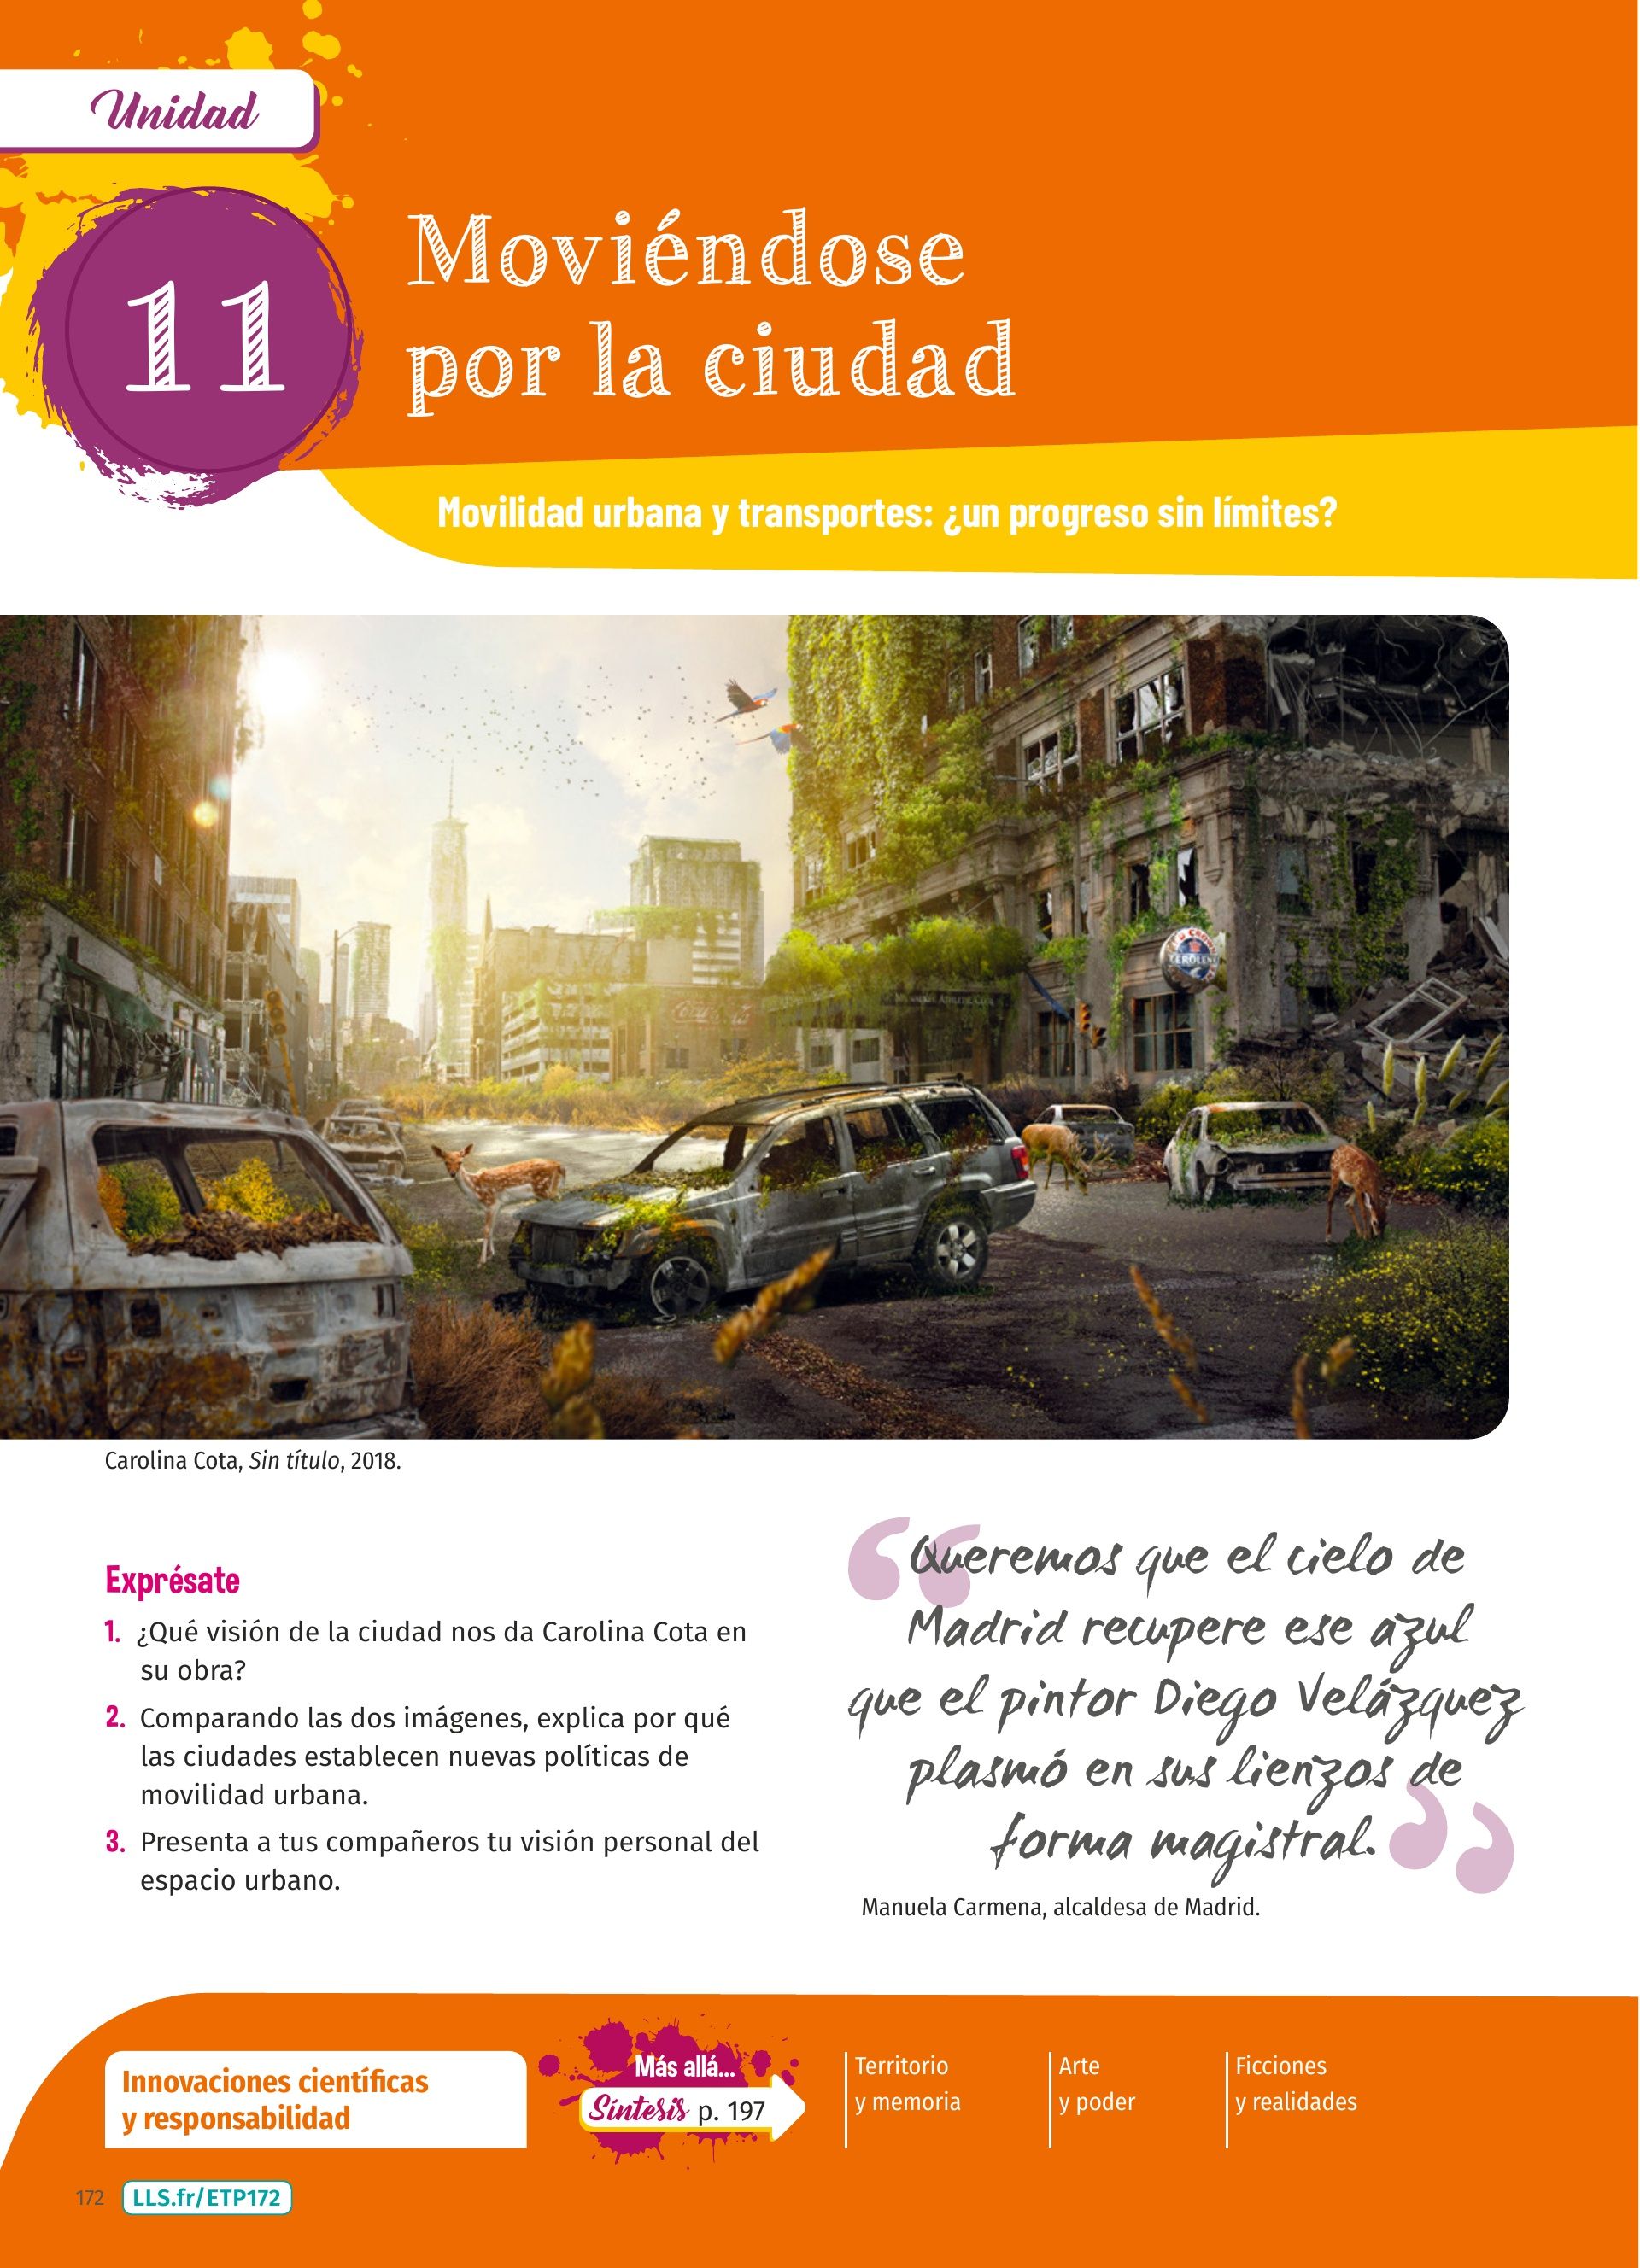 Unidad
11
Moviéndose
por la ciudad
Movilidad urbana y transportes: ¿un progreso sin límites?
Coca-Cola
Carolina Cota, Sin título, 2018.
Exprésate
1. ¿Qué visión de la ciudad nos da Carolina Cota en
su obra?
2. Comparando las dos imágenes, explica por qué
las ciudades establecen nuevas políticas de
movilidad urbana.
3. Presenta a tus compañeros tu visión personal del
espacio urbano.
“Queremos que el cielo de
Madrid recupere ese azul
que el pintor Diego Velázquez
plasmó en sus lienzos de
forma magistral.”
Manuela Carmena, alcaldesa de Madrid.
Innovaciones científicas
y responsabilidad
Más allá...
Síntesis p. 197
Territorio
y memoria
Arte
y poder
Ficciones
y realidades
172 LLS.fr/ETP172